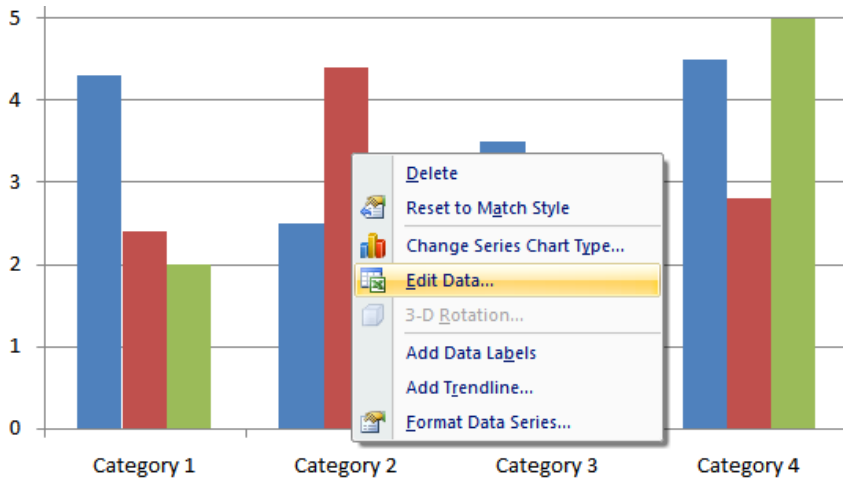 5
4
3
2
1
0
Delete
Reset to Match Style
Change Series Chart Type...
Edit Data...
3-D Rotation...
Add Data Labels
Add Trendline...
Format Data Series...
Category 1 Category 2 Category 3 Category 4